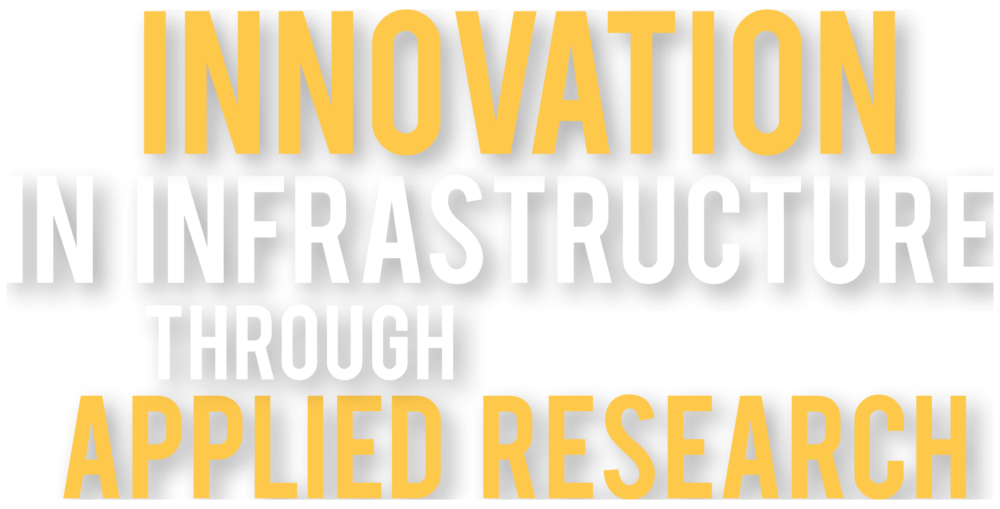 INNOVATION
IN INFRASTRUCTURE
THROUGH
APPLIED RESEARCH